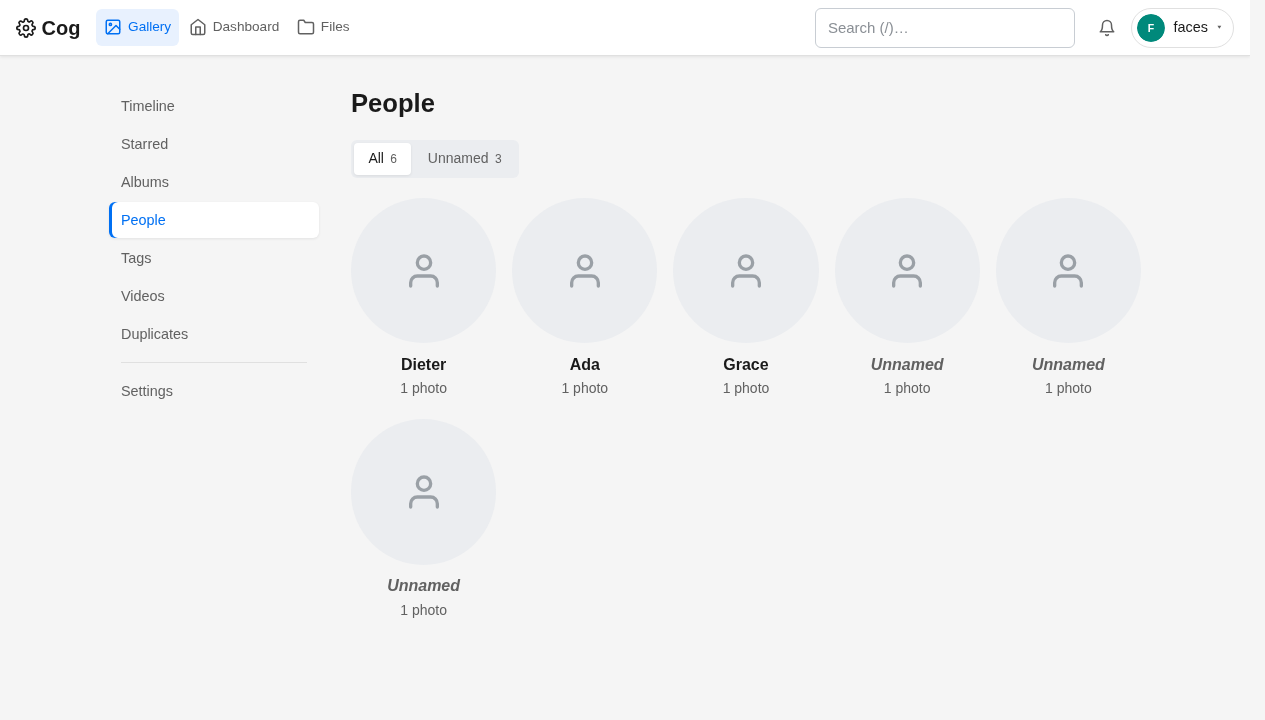 Cog
Gallery
Dashboard
Files
Search (/)…
F
faces
Timeline
Starred
Albums
People
Tags
Videos
Duplicates
Settings
People
All 6
Unnamed 3
Dieter
1 photo
Ada
1 photo
Grace
1 photo
Unnamed
1 photo
Unnamed
1 photo
Unnamed
1 photo